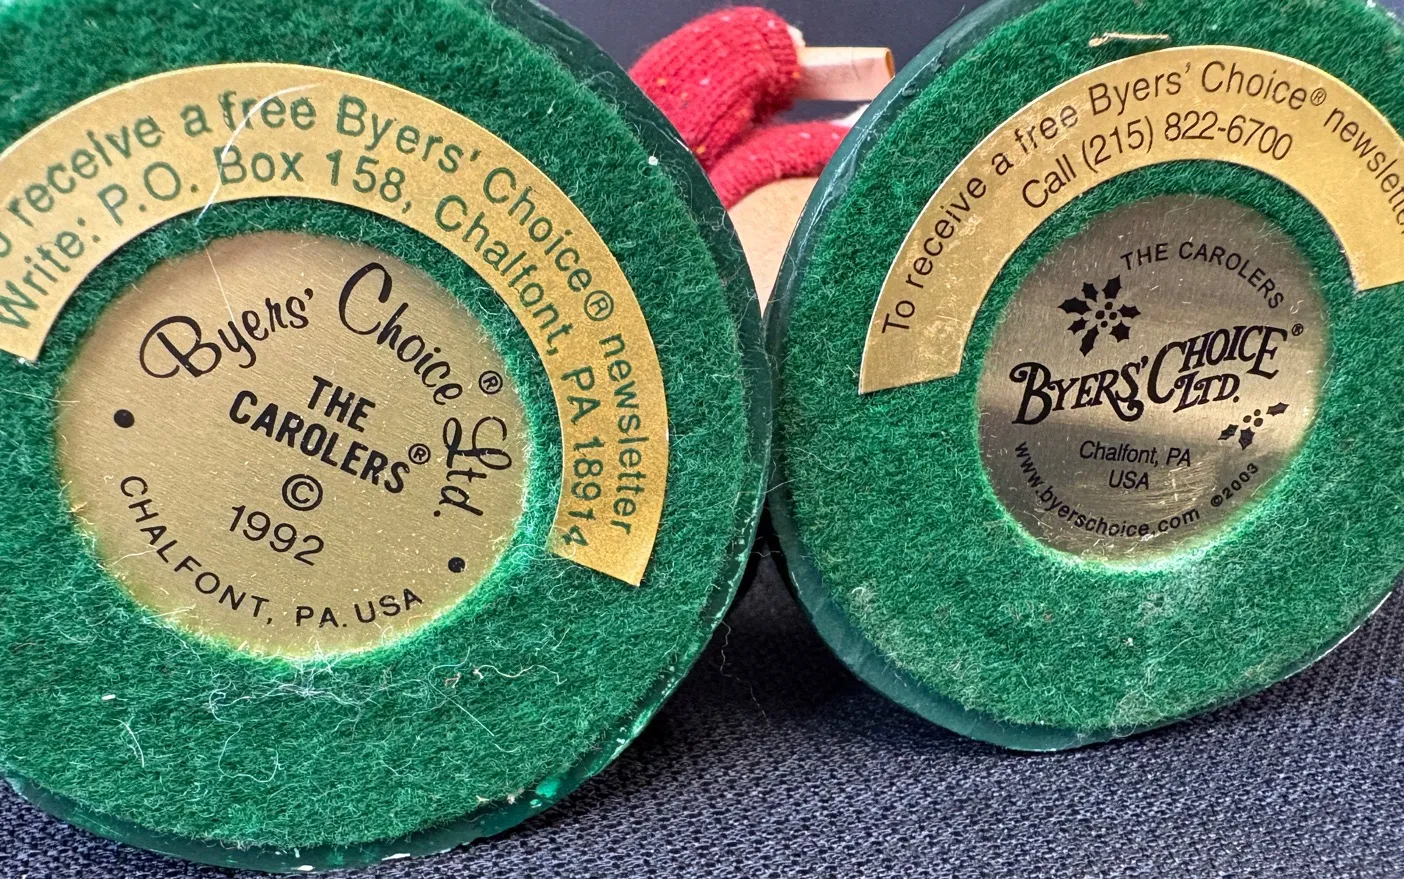 receive a free Byers' Choice® newsletter
Write: P.O. Box 158, Chalfont, PA 18914
Byers' Choice® Ltd.
THE
CAROLERS®
©
1992
CHALFONT, PA. USA
To receive a free Byers' Choice® newsletter
Call (215) 822-6700
THE CAROLERS
BYERS' CHOICE®
LTD.
Chalfont, PA
USA
www.byerschoice.com ©2003